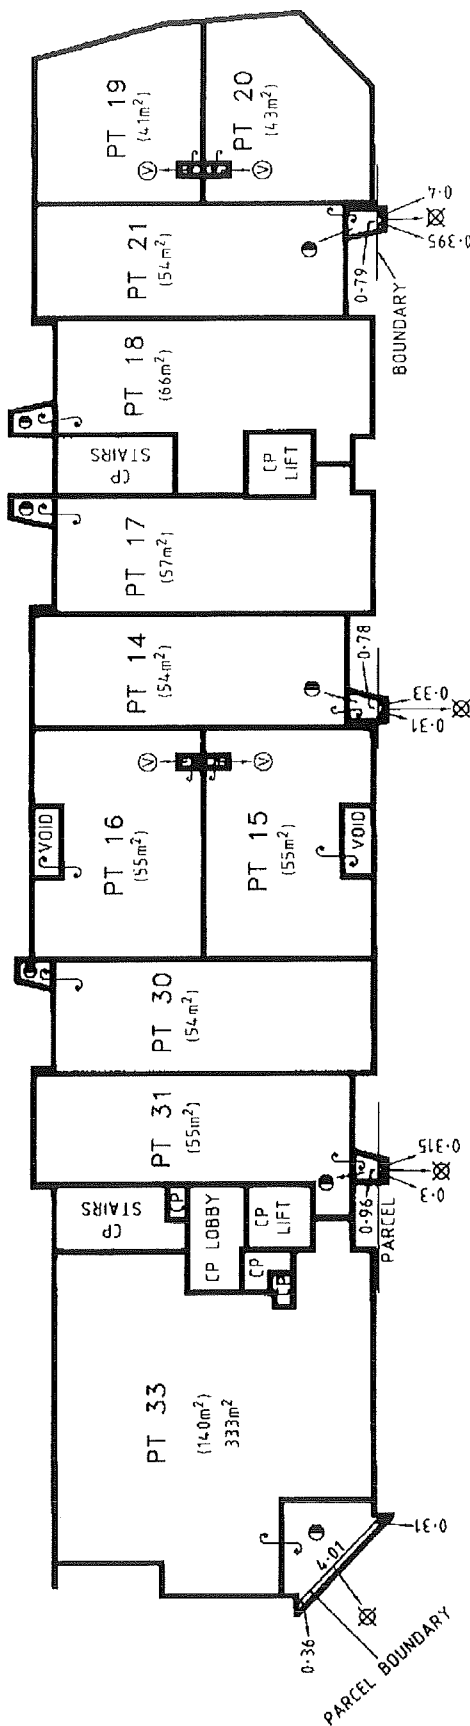 PT 19
(41m²)
PT 20
(43m²)
V
V
PT 21
(54m²)
0·79
0·4
0·395
BOUNDARY
PT 18
(66m²)
CP
STAIRS
CP
LIFT
PT 17
(57m²)
PT 14
(54m²)
0·78
0·33
0·31
V
V
VOID
PT 16
(55m²)
PT 15
(55m²)
VOID
PT 30
(54m²)
PT 31
(55m²)
0·315
0·3
0·96
PARCEL
CP
STAIRS
CP
CP LOBBY
CP
LIFT
CP
CP
PT 33
(140m²)
333m²
4·01
0·31
0·36
PARCEL BOUNDARY